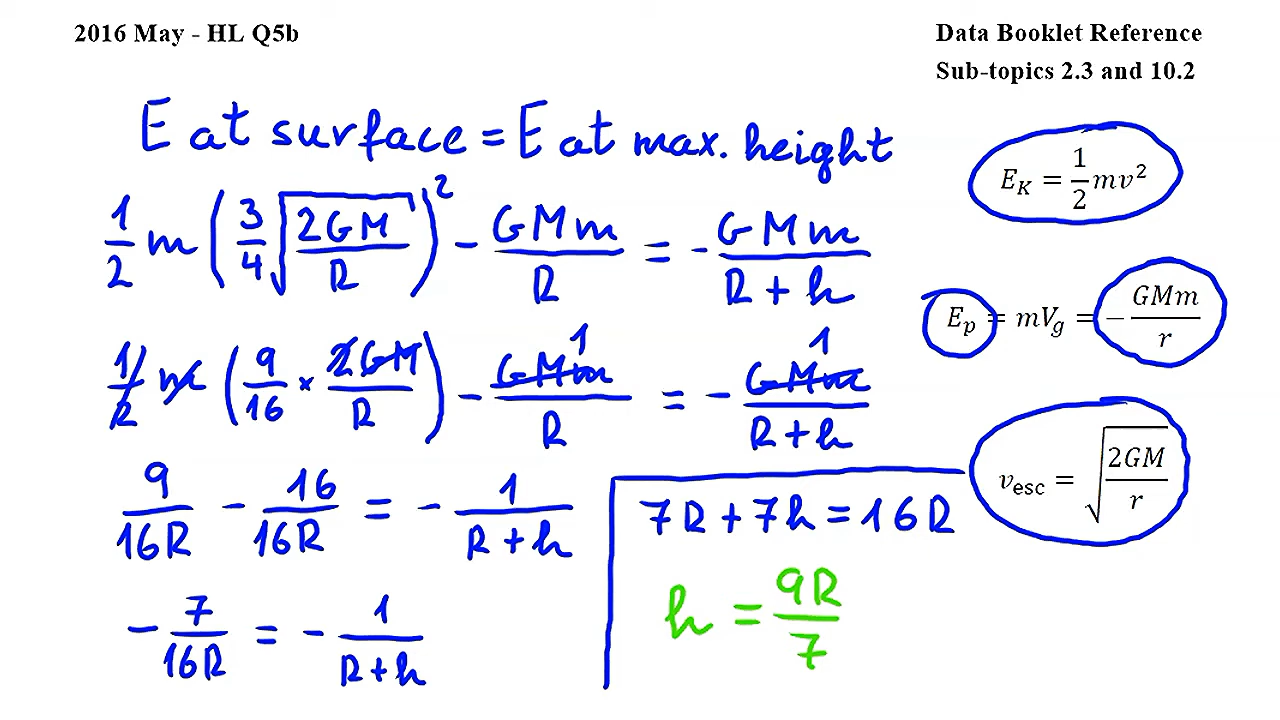 2016 May - HL Q5b
Data Booklet Reference
Sub-topics 2.3 and 10.2
E at surface = E at max. height
1/2 m (3/4 √(2GM/R))² - GMm/R = - GMm/(R + h)
1/2 m (9/16 × 2GM/R) - GMm/R 1 = - GMm/(R+h) 1
9/16R - 16/16R = - 1/(R + h)
- 7/16R = - 1/(R+h)
7R + 7h = 16R
h = 9R/7
E_K = 1/2 mv²
E_p = mV_g = - GMm/r
v_esc = √(2GM/r)